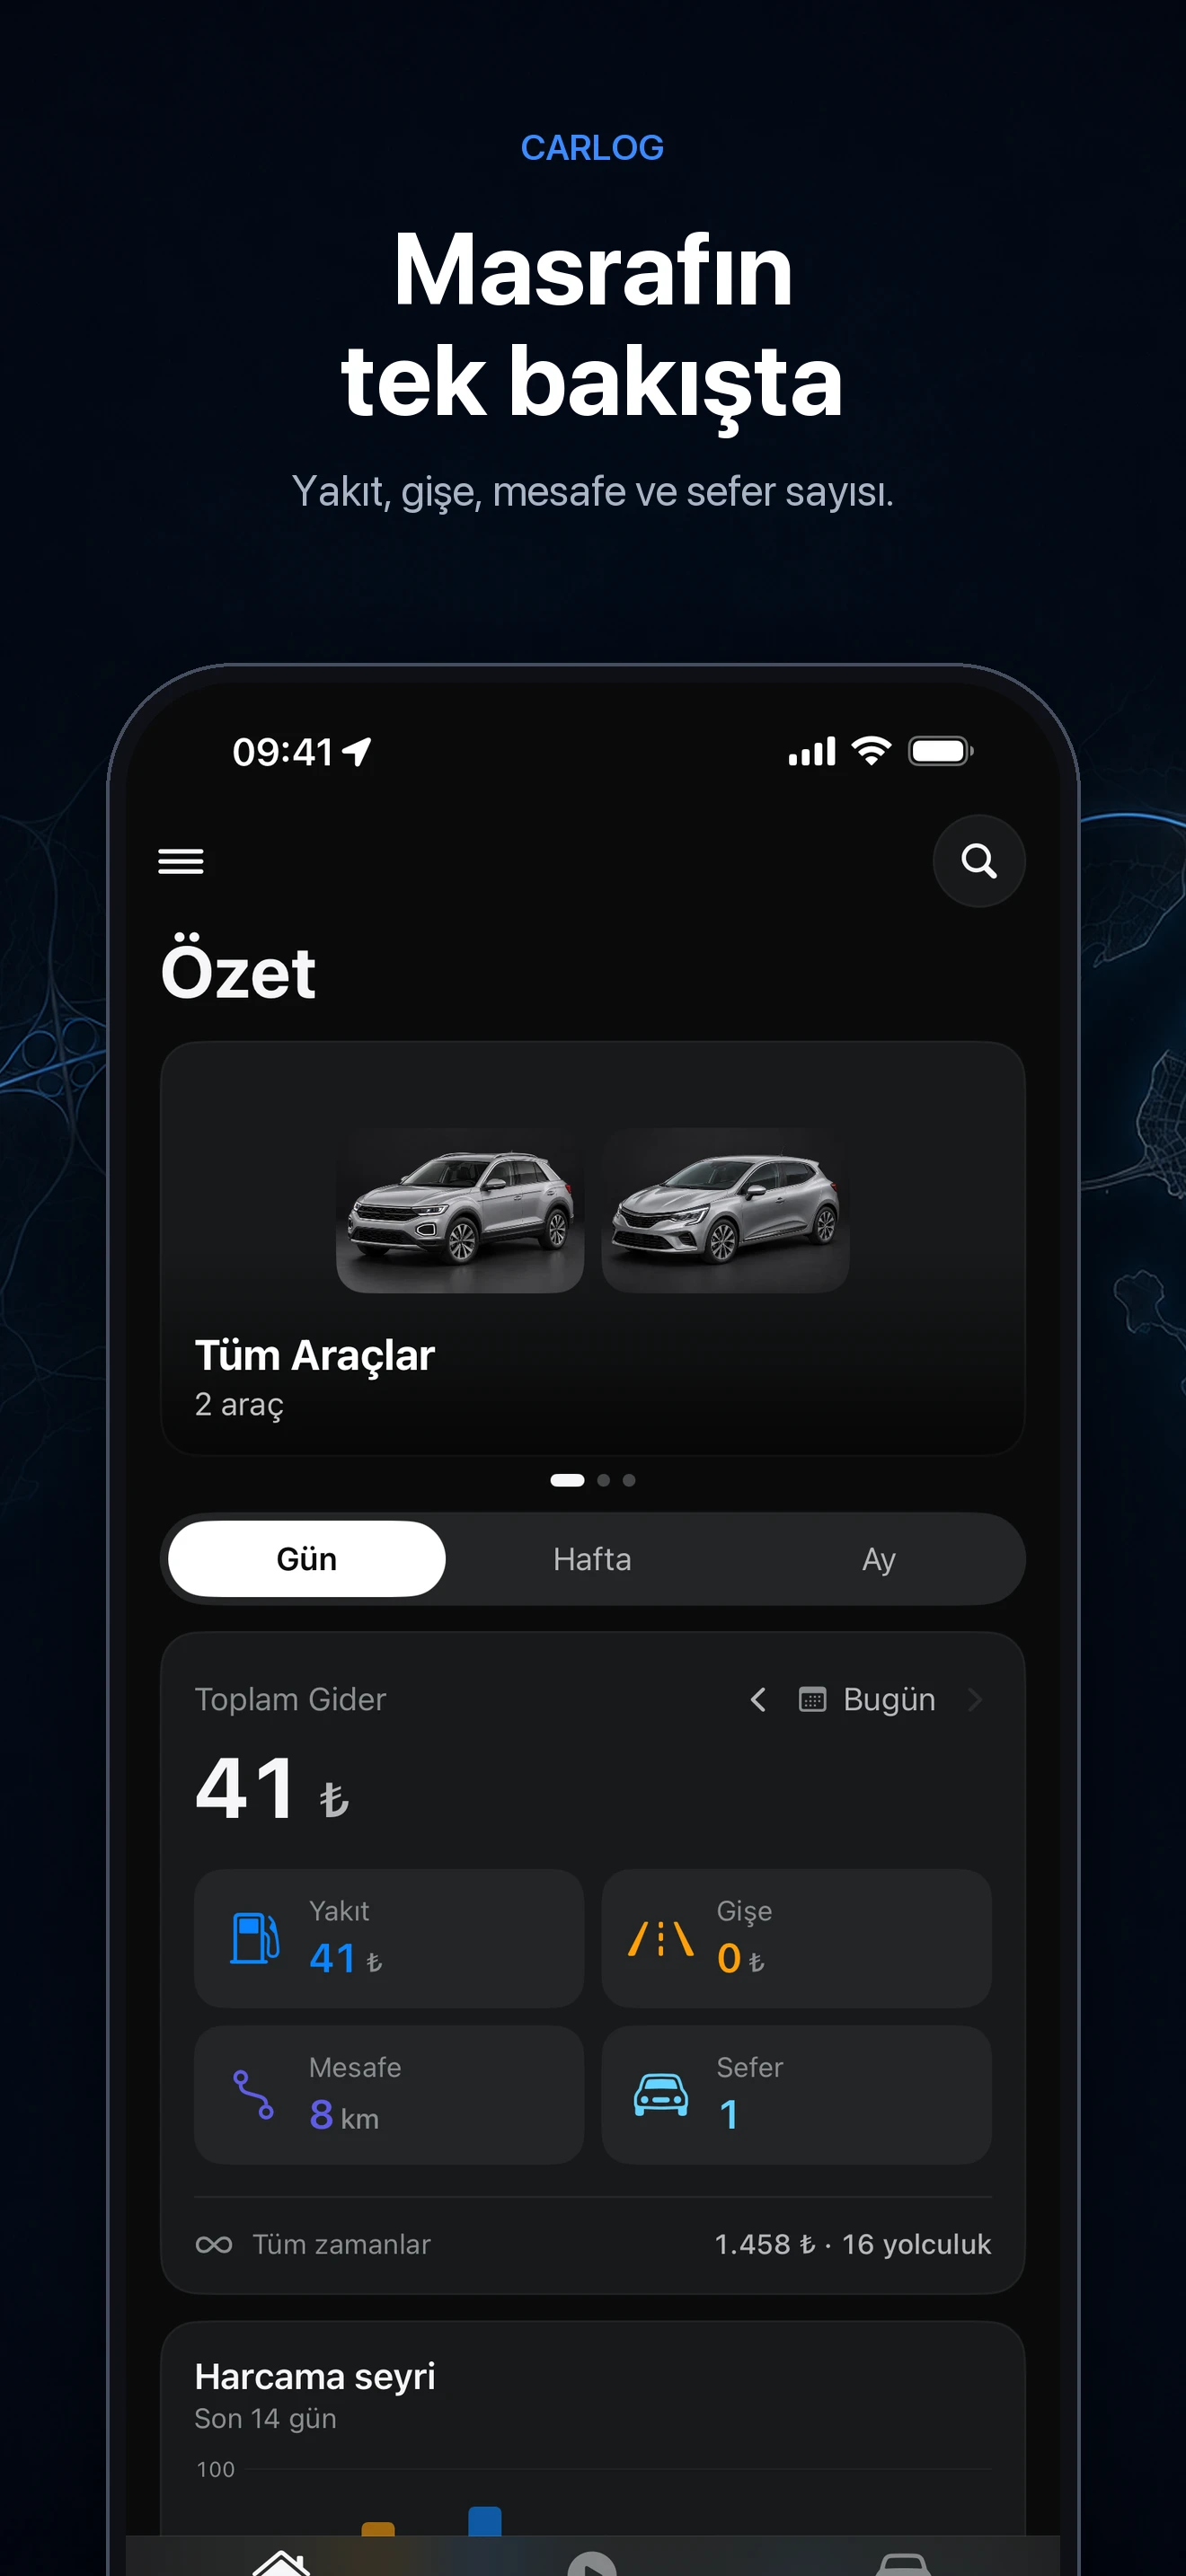 CARLOG
Masrafın
tek bakışta
Yakıt, gişe, mesafe ve sefer sayısı.
09:41
Özet
Tüm Araçlar
2 araç
Gün Hafta Ay
Toplam Gider Bugün
41 ₺
Yakıt
41 ₺
Gişe
0 ₺
Mesafe
8 km
Sefer
1
Tüm zamanlar 1.458 ₺ · 16 yolculuk
Harcama seyri
Son 14 gün
100